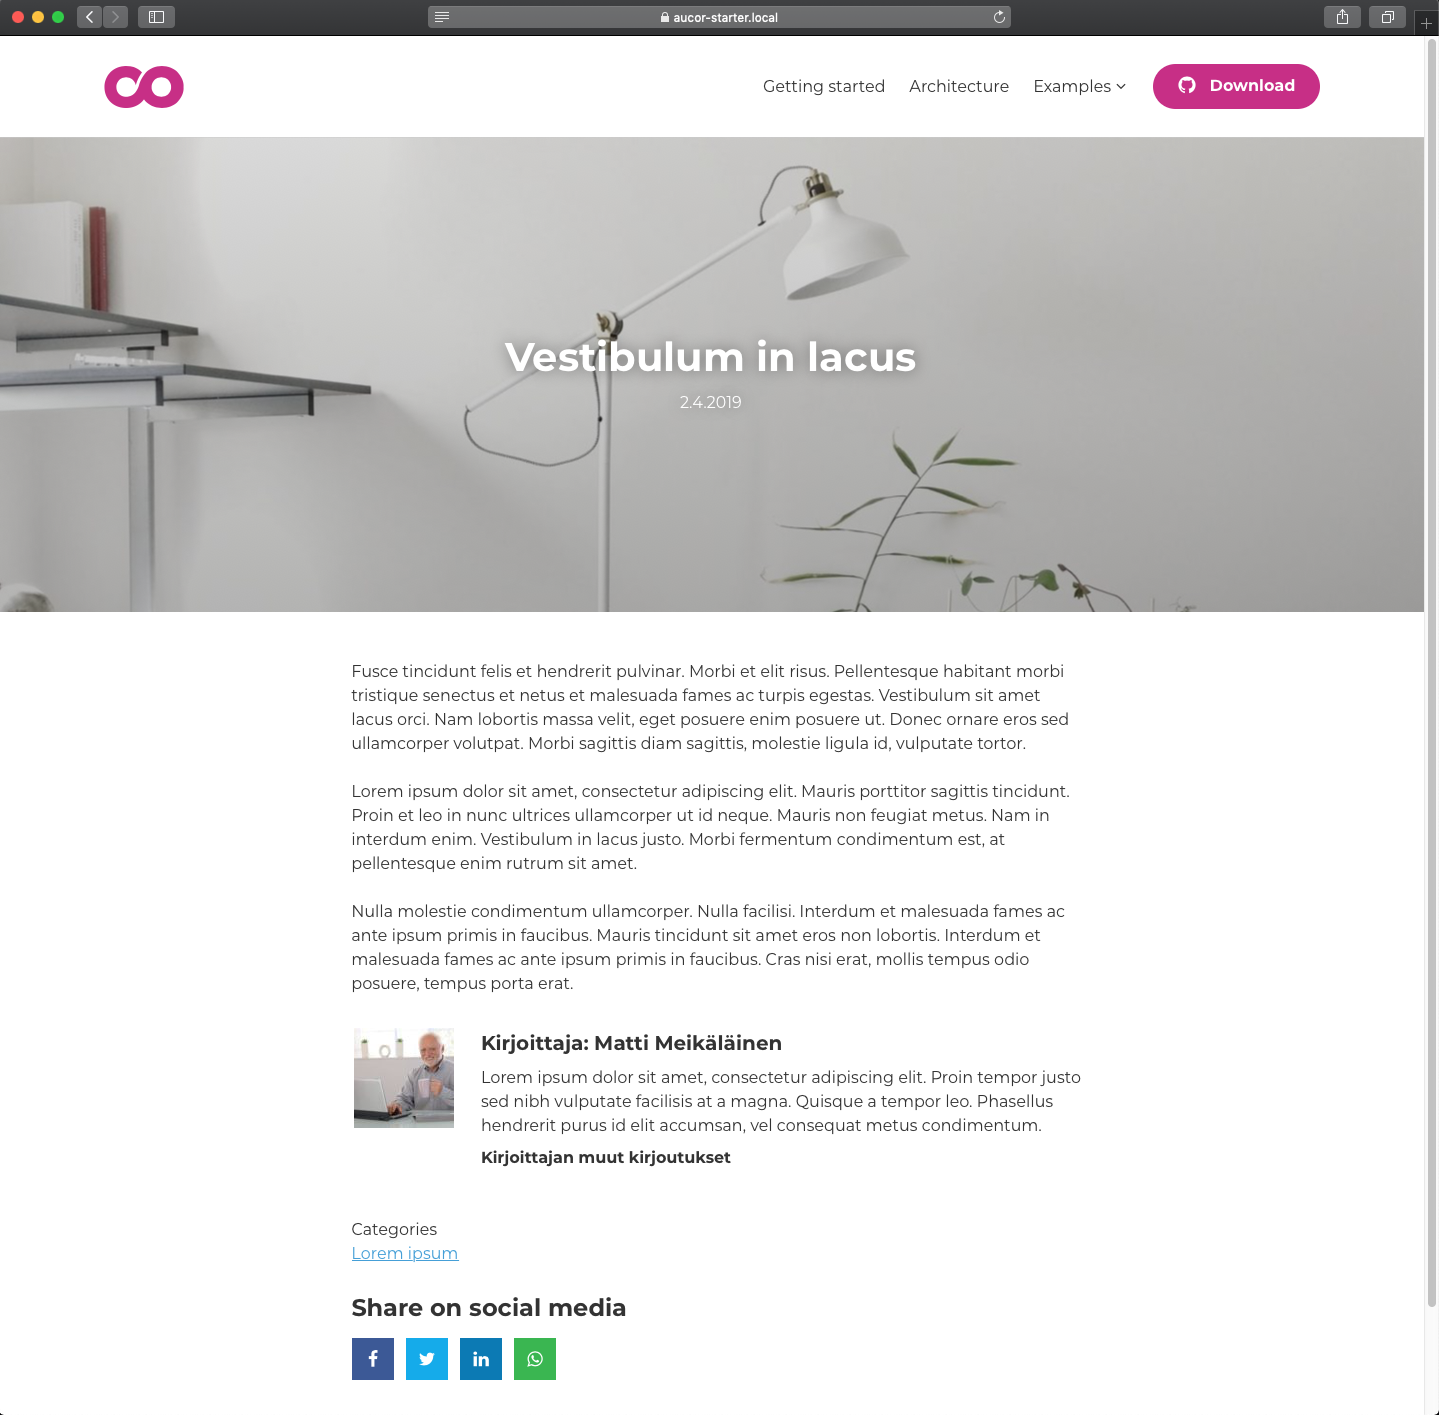 aucor-starter.local
Getting started Architecture Examples Download
Vestibulum in lacus
2.4.2019
Fusce tincidunt felis et hendrerit pulvinar. Morbi et elit risus. Pellentesque habitant morbi
tristique senectus et netus et malesuada fames ac turpis egestas. Vestibulum sit amet
lacus orci. Nam lobortis massa velit, eget posuere enim posuere ut. Donec ornare eros sed
ullamcorper volutpat. Morbi sagittis diam sagittis, molestie ligula id, vulputate tortor.
Lorem ipsum dolor sit amet, consectetur adipiscing elit. Mauris porttitor sagittis tincidunt.
Proin et leo in nunc ultrices ullamcorper ut id neque. Mauris non feugiat metus. Nam in
interdum enim. Vestibulum in lacus justo. Morbi fermentum condimentum est, at
pellentesque enim rutrum sit amet.
Nulla molestie condimentum ullamcorper. Nulla facilisi. Interdum et malesuada fames ac
ante ipsum primis in faucibus. Mauris tincidunt sit amet eros non lobortis. Interdum et
malesuada fames ac ante ipsum primis in faucibus. Cras nisi erat, mollis tempus odio
posuere, tempus porta erat.
Kirjoittaja: Matti Meikäläinen
Lorem ipsum dolor sit amet, consectetur adipiscing elit. Proin tempor justo
sed nibh vulputate facilisis at a magna. Quisque a tempor leo. Phasellus
hendrerit purus id elit accumsan, vel consequat metus condimentum.
Kirjoittajan muut kirjoutukset
Categories
Lorem ipsum
Share on social media